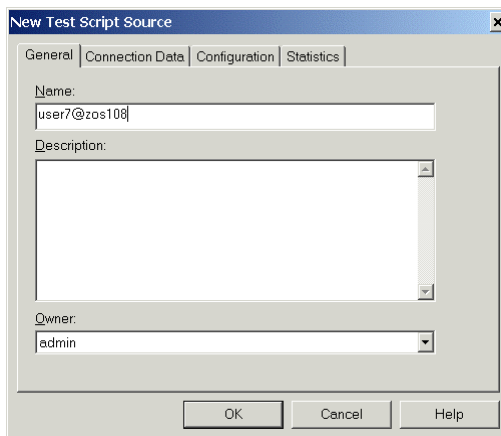 New Test Script Source
General Connection Data Configuration Statistics
Name:
user7@zos108
Description:
Owner:
admin
OK Cancel Help